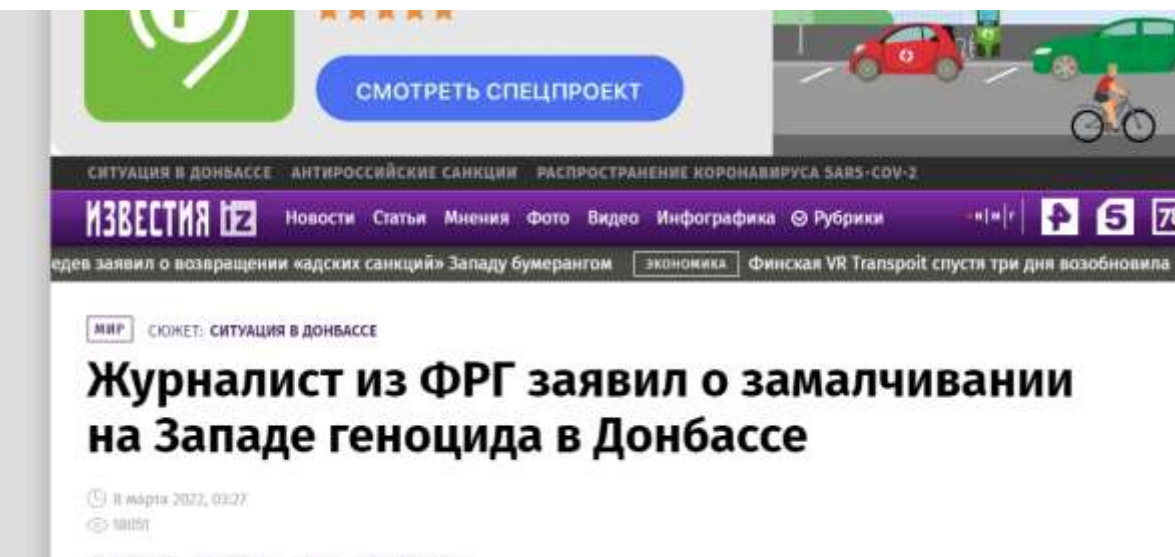 СМОТРЕТЬ СПЕЦПРОЕКТ
СИТУАЦИЯ В ДОНБАССЕ АНТИРОССИЙСКИЕ САНКЦИИ РАСПРОСТРАНЕНИЕ КОРОНАВИРУСА SARS-COV-2
ИЗВЕСТИЯ iz Новости Статьи Мнения Фото Видео Инфографика Рубрики 5
заявил о возвращении «адских санкций» Западу бумерангом ЭКОНОМИКА Финская VR Transpoit спустя три дня возобновила
МИР СЮЖЕТ: СИТУАЦИЯ В ДОНБАССЕ
Журналист из ФРГ заявил о замалчивании
на Западе геноцида в Донбассе
8 марта 2022, 03:27
18051